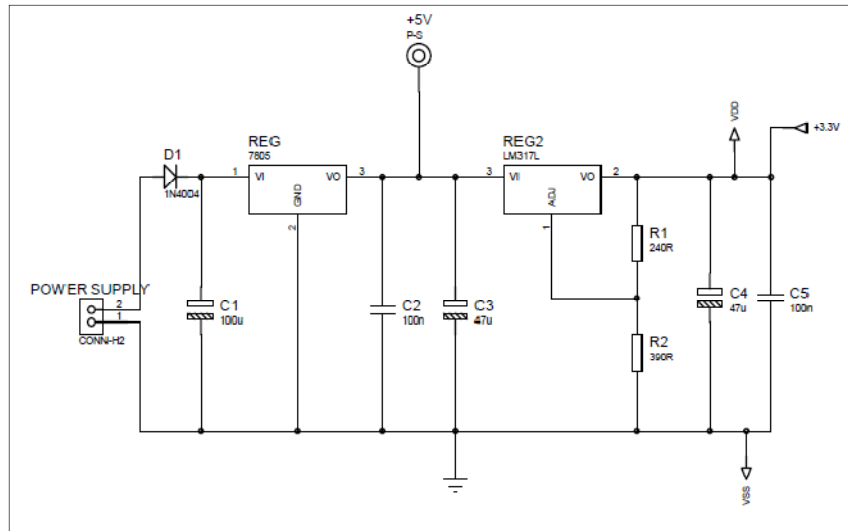 +5V
P-S
REG
7805
REG2
LM317L
VDD
+3.3V
D1
1N4004
1
VI
VO
3
GND
2
3
VI
VO
2
ADJ
1
R1
240R
POWER SUPPLY
2
1
CONN-H2
C1
100u
C2
100n
C3
47u
C4
47u
C5
100n
R2
390R
VSS